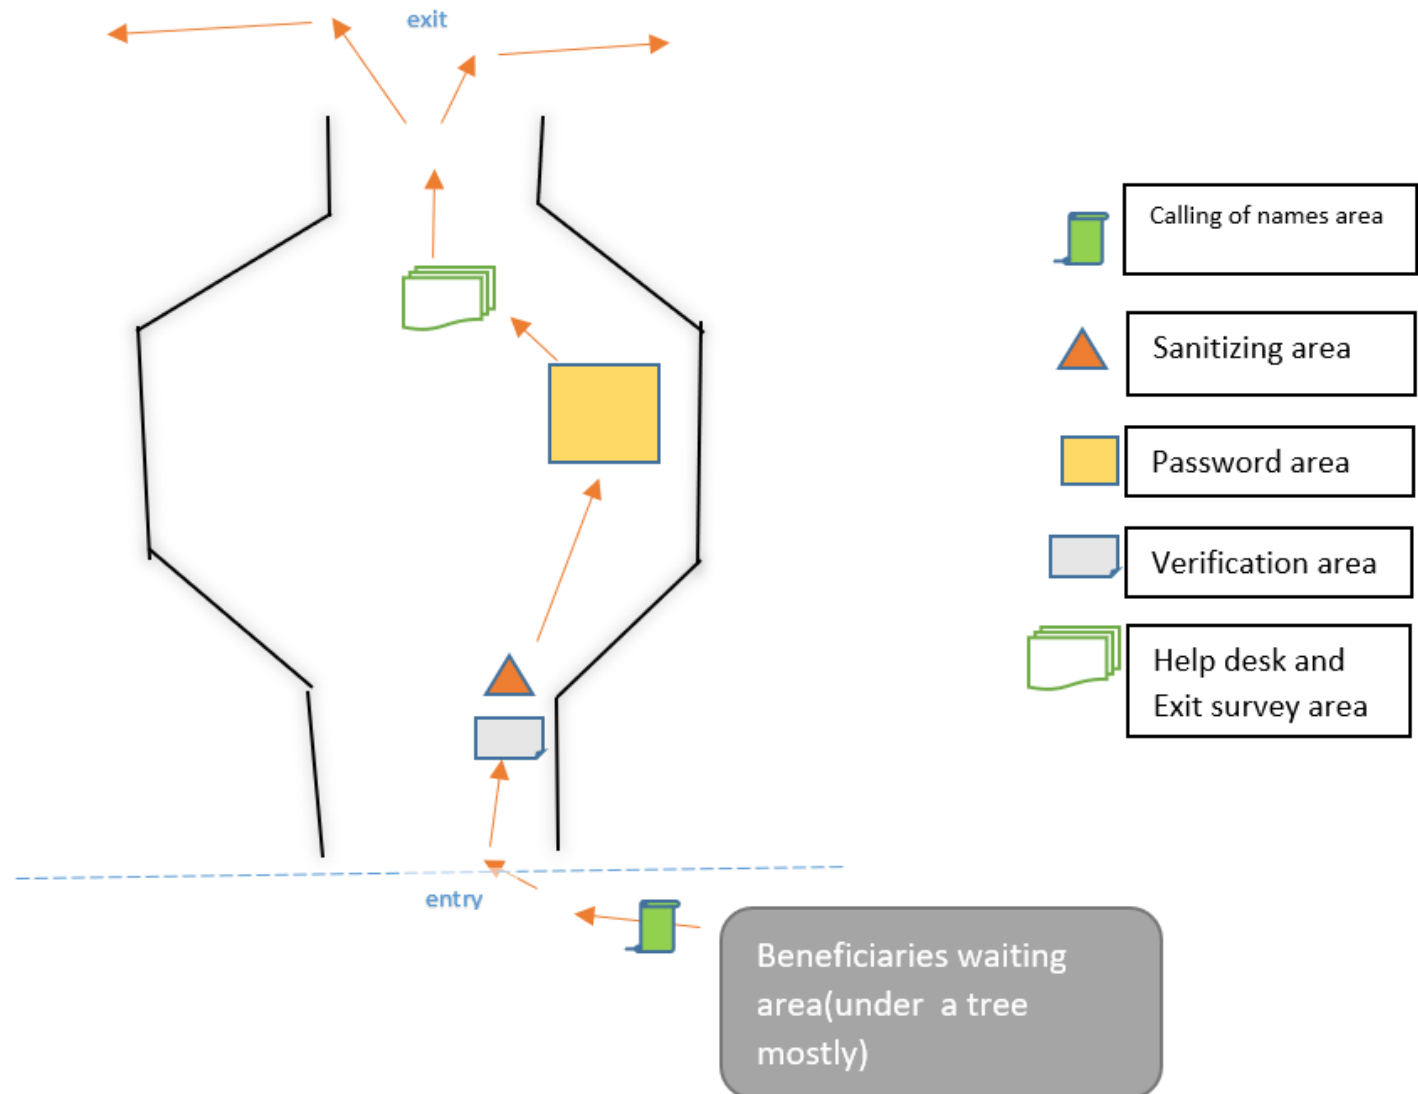 exit
Calling of names area
Sanitizing area
Password area
Verification area
Help desk and
Exit survey area
entry
Beneficiaries waiting
area(under a tree
mostly)